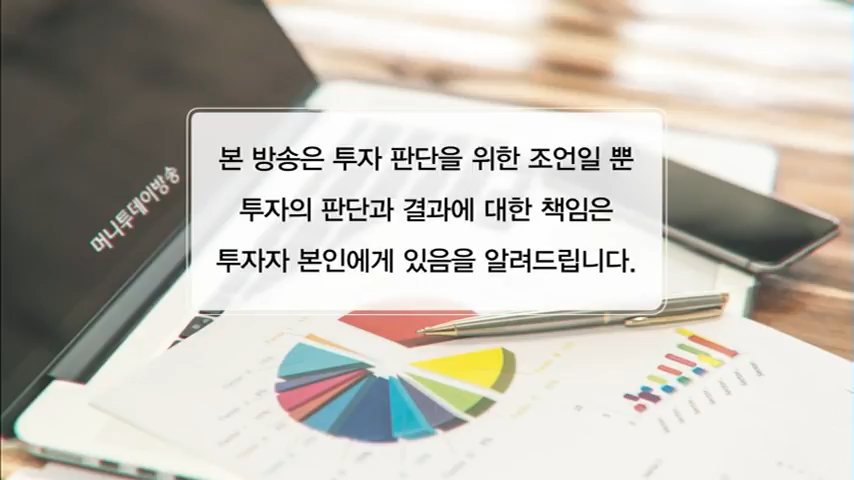 본 방송은 투자 판단을 위한 조언일 뿐
투자의 판단과 결과에 대한 책임은
투자자 본인에게 있음을 알려드립니다.
머니투데이방송